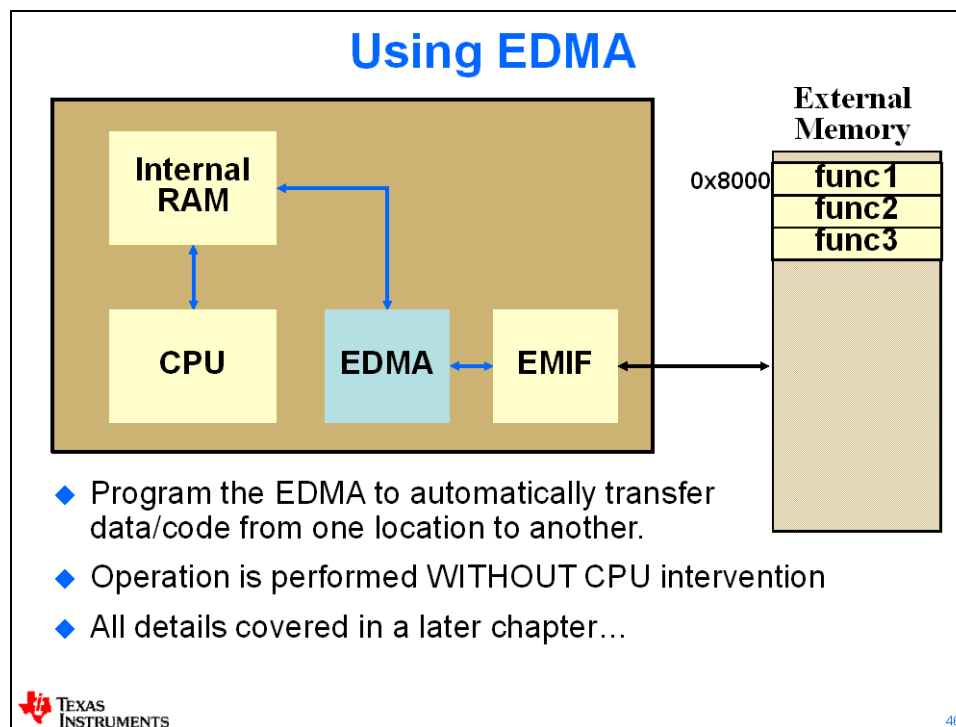 Using EDMA
External
Memory
Internal
RAM
0x8000
func1
func2
func3
CPU
EDMA
EMIF
◆ Program the EDMA to automatically transfer
data/code from one location to another.
◆ Operation is performed WITHOUT CPU intervention
◆ All details covered in a later chapter...
TEXAS
INSTRUMENTS